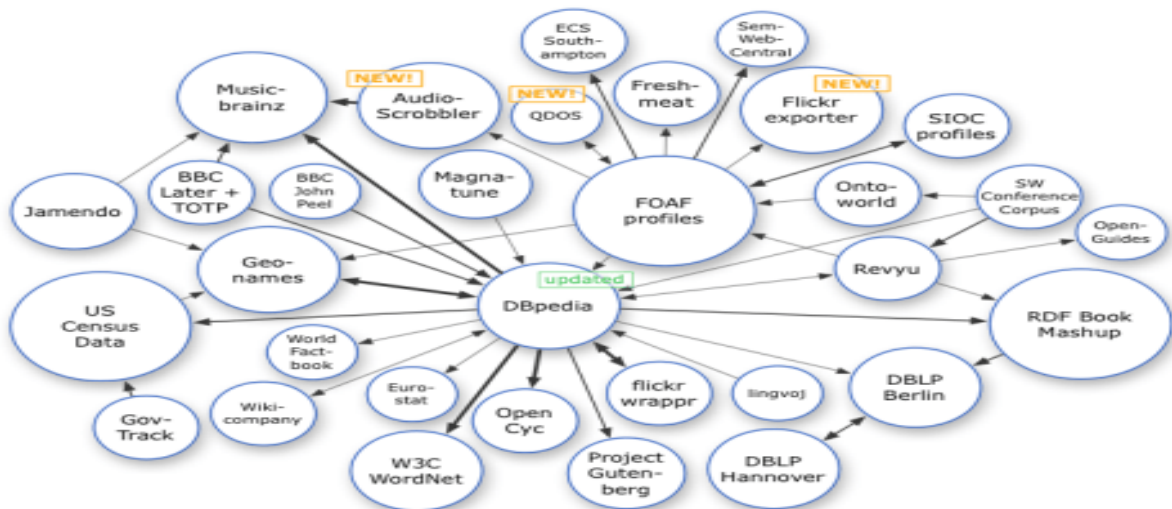 ECS
South-
ampton
Sem-
Web-
Central
NEW!
Music-
brainz
Audio-
Scrobbler
NEW!
QDOS
Fresh-
meat
NEW!
Flickr
exporter
SIOC
profiles
BBC
Later +
TOTP
BBC
John
Peel
Magna-
tune
FOAF
profiles
Onto-
world
SW
Conference
Corpus
Jamendo
Open-
Guides
Geo-
names
updated
DBpedia
Revyu
US
Census
Data
RDF Book
Mashup
World
Fact-
book
Euro-
stat
flickr
wrappr
lingvoj
DBLP
Berlin
Wiki-
company
Gov-
Track
Open
Cyc
W3C
WordNet
Project
Guten-
berg
DBLP
Hannover